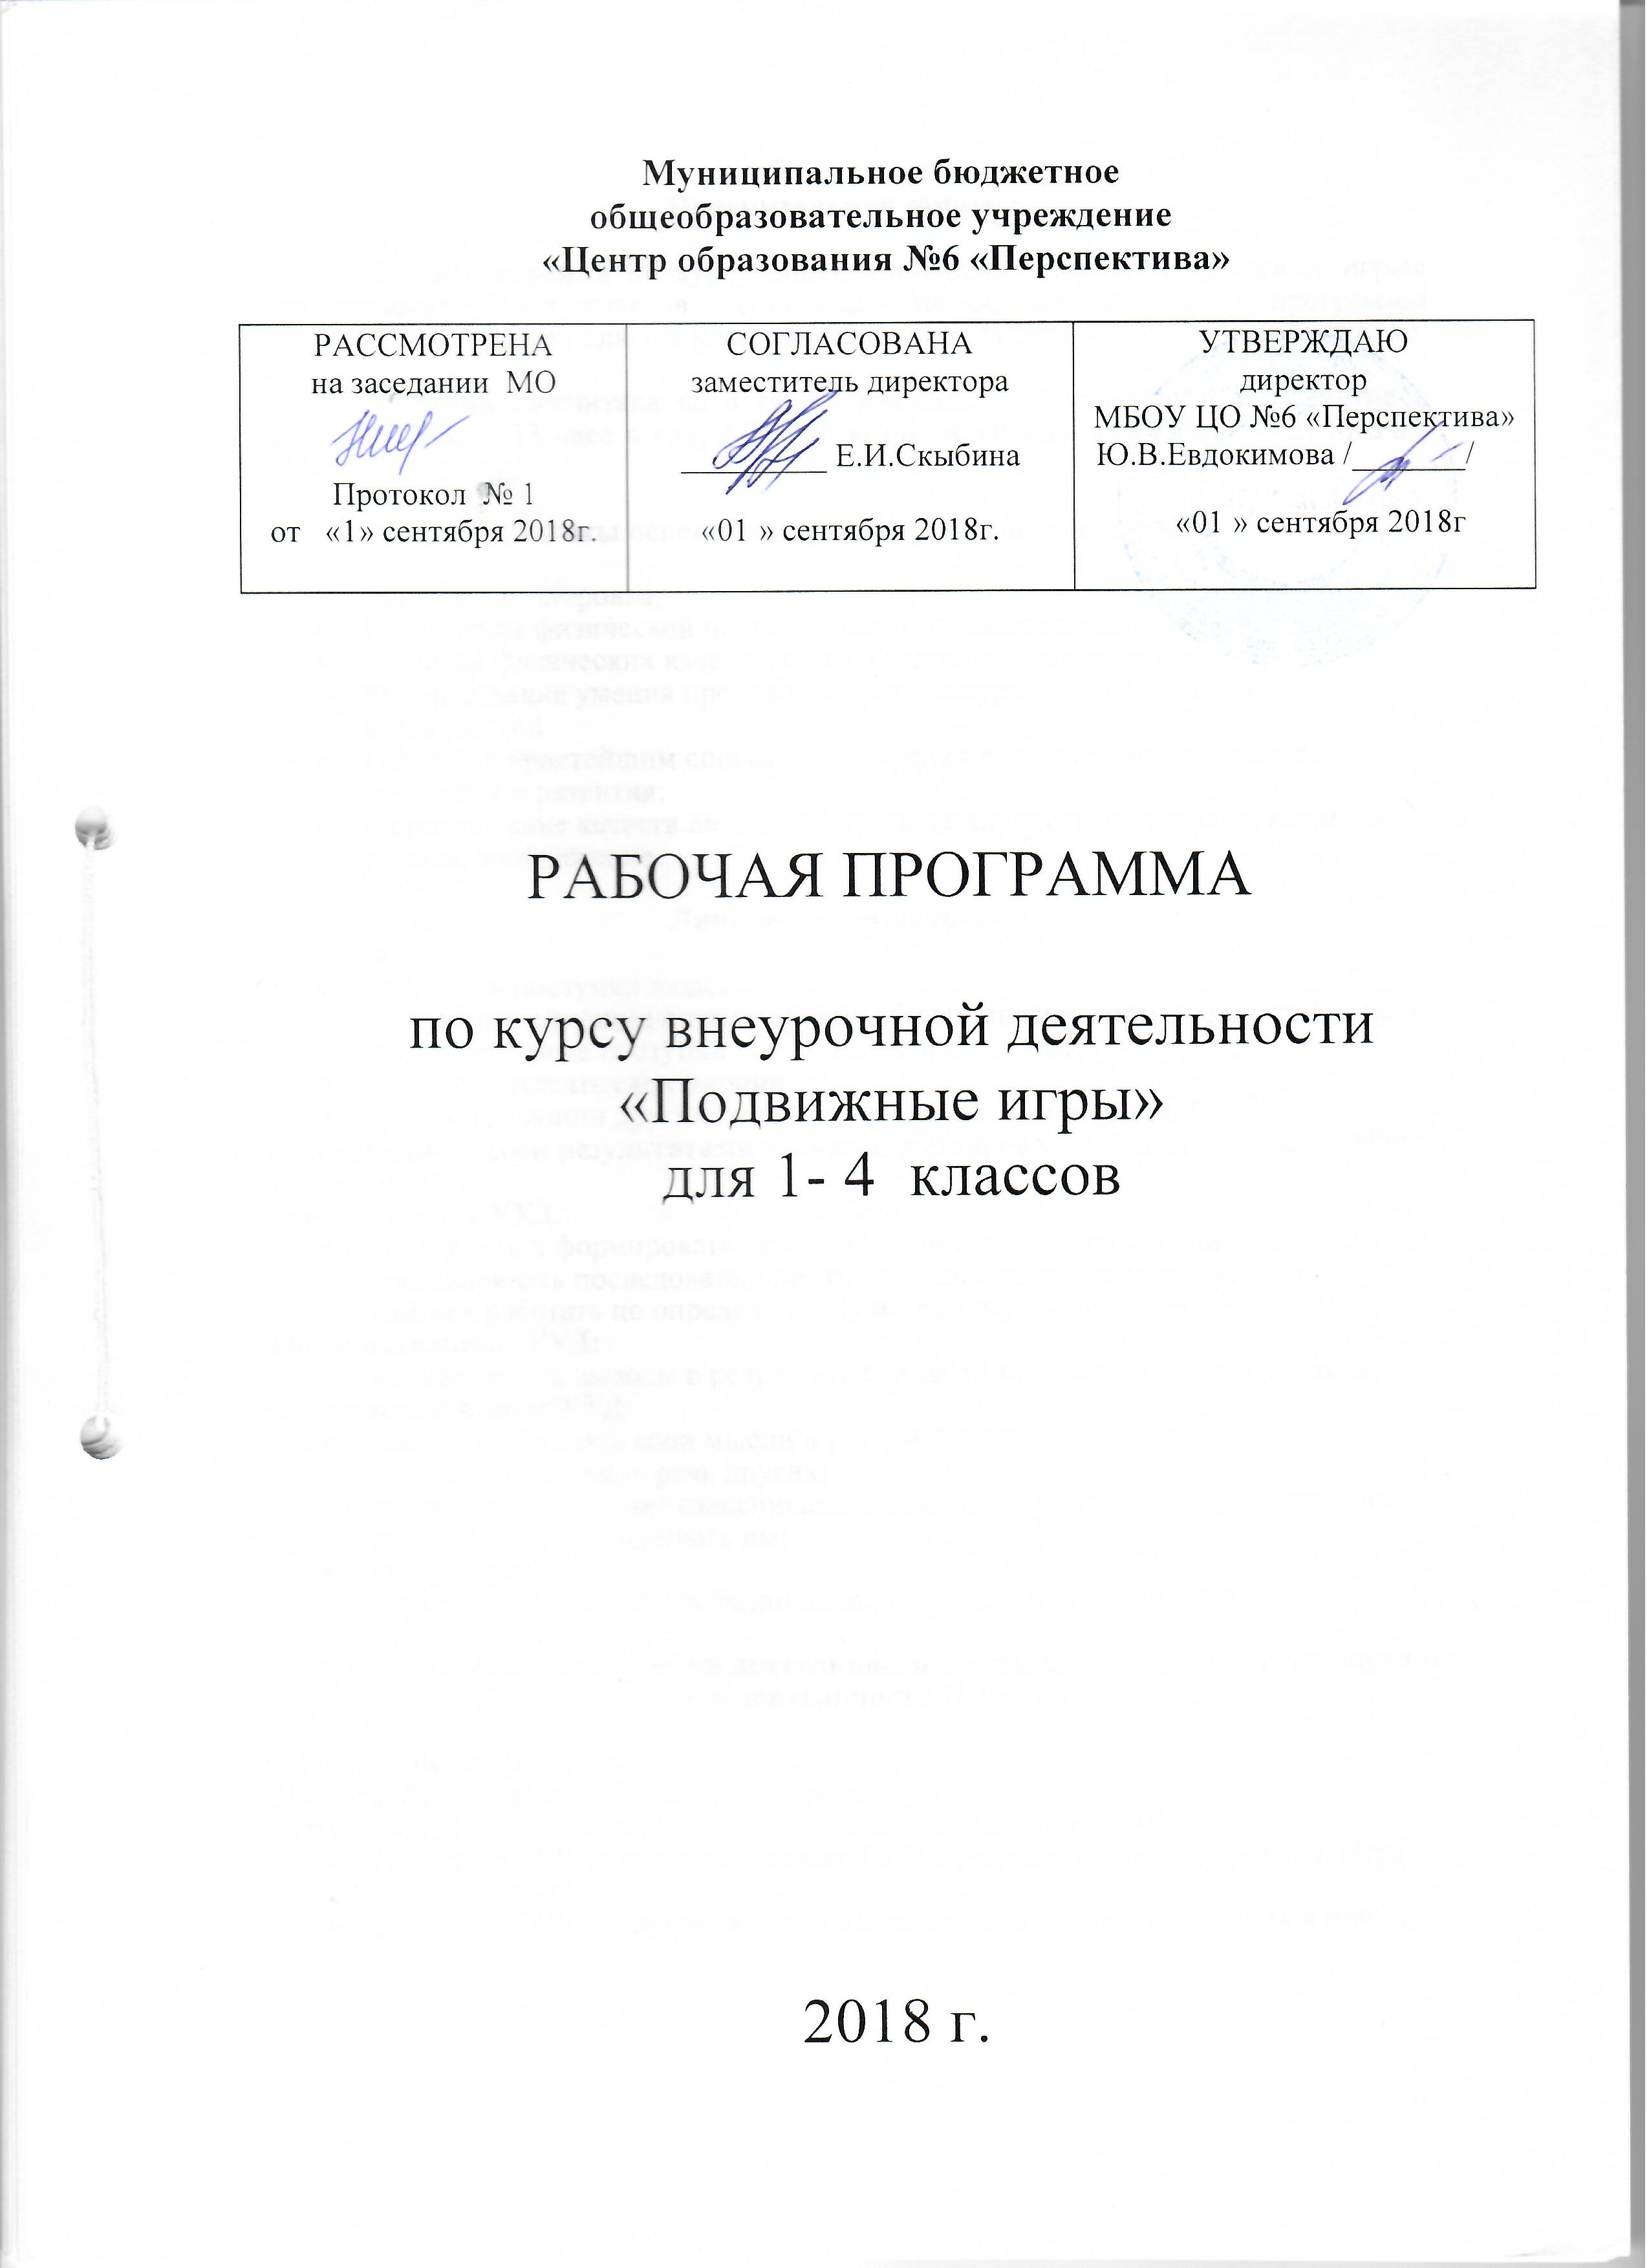 Муниципальное бюджетное
общеобразовательное учреждение
«Центр образования №6 «Перспектива»
РАССМОТРЕНА
на заседании  МО
Протокол  № 1
от   «1» сентября 2018г.
СОГЛАСОВАНА
заместитель директора
_________ Е.И.Скыбина
«01 » сентября 2018г.
УТВЕРЖДАЮ
директор
МБОУ ЦО №6 «Перспектива»
Ю.В.Евдокимова /_______/
«01 » сентября 2018г
РАБОЧАЯ ПРОГРАММА
по курсу внеурочной деятельности
«Подвижные игры»
для 1- 4  классов
2018 г.